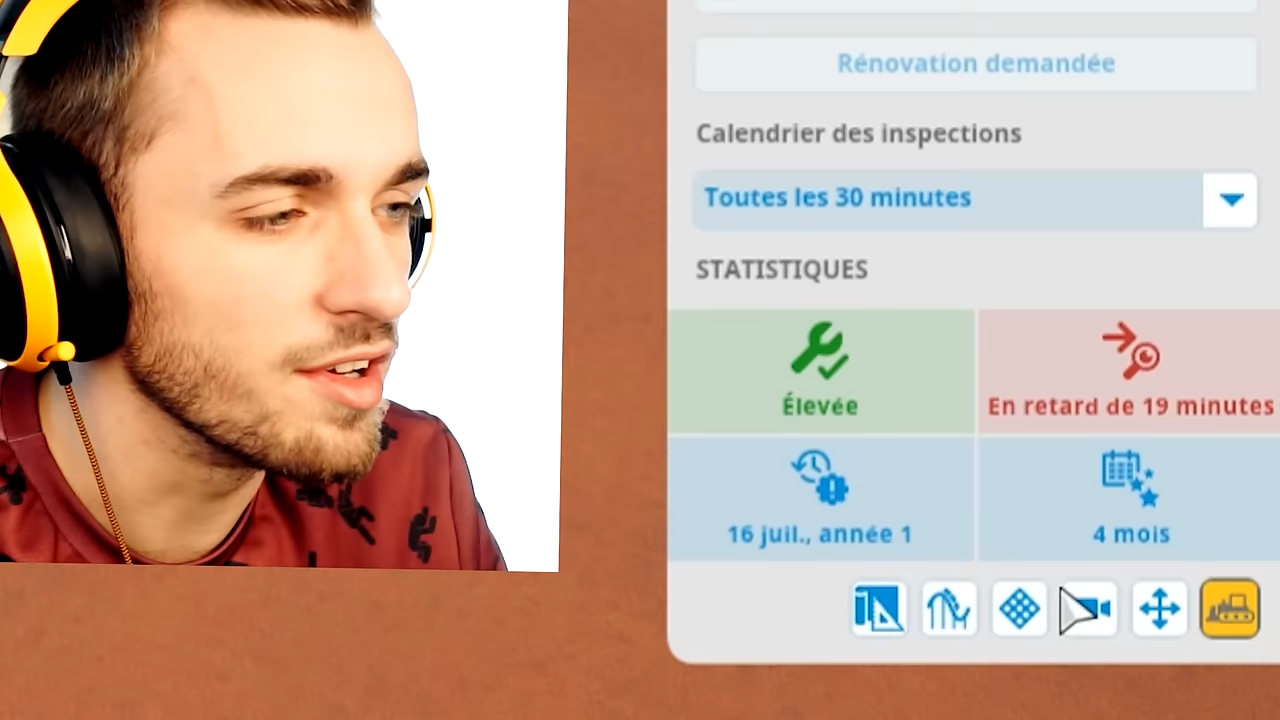 Rénovation demandée
Calendrier des inspections
Toutes les 30 minutes
STATISTIQUES
Élevée
En retard de 19 minutes
16 juil., année 1
4 mois